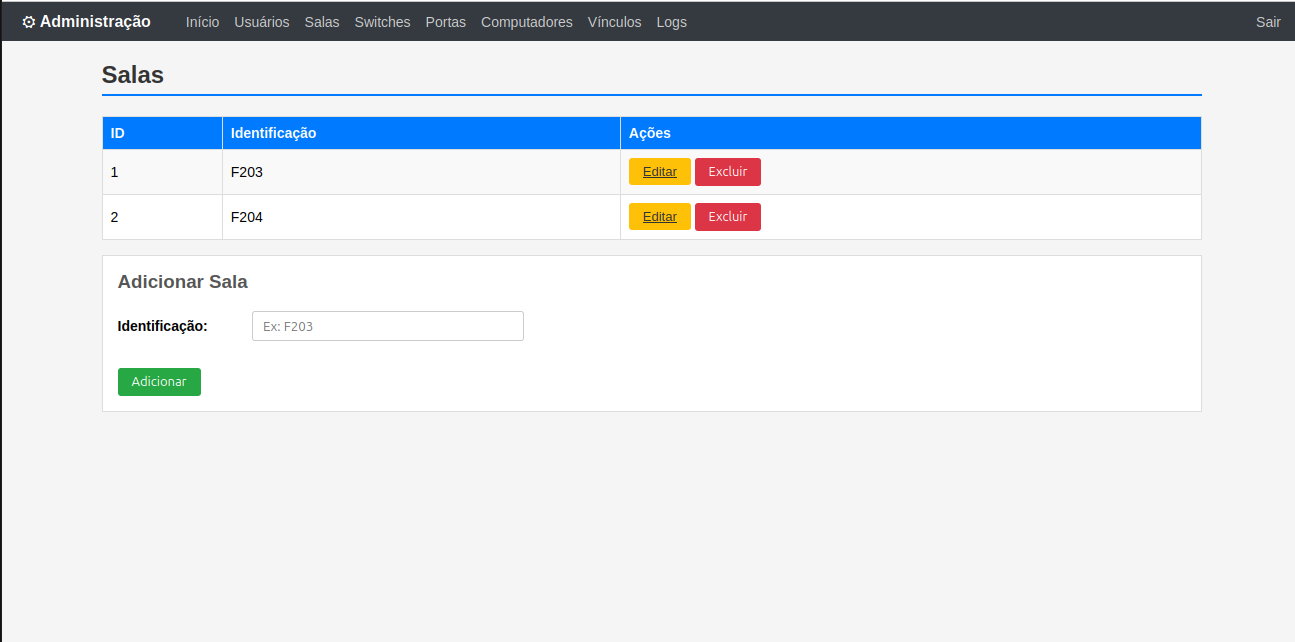 ⚙ Administração Início Usuários Salas Switches Portas Computadores Vínculos Logs Sair
Salas
ID Identificação Ações
1 F203 Editar Excluir
2 F204 Editar Excluir
Adicionar Sala
Identificação: Ex: F203
Adicionar